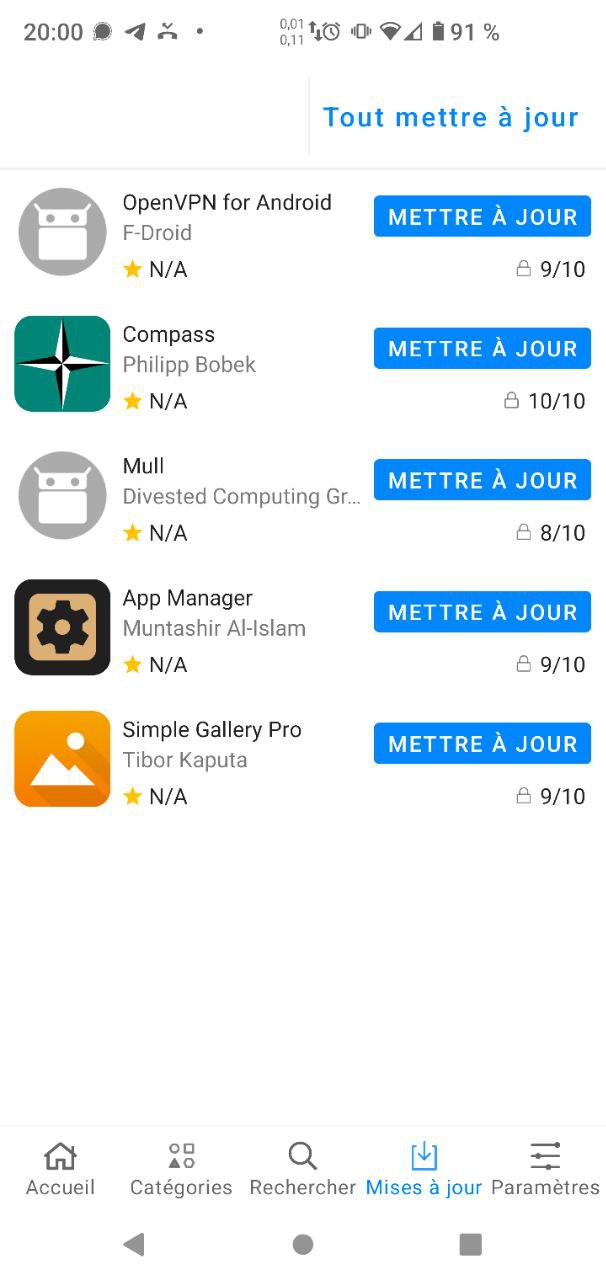 20:00 0,01 0,11 91 %
Tout mettre à jour
OpenVPN for Android
F-Droid
METTRE À JOUR
N/A
9/10
Compass
Philipp Bobek
METTRE À JOUR
N/A
10/10
Mull
Divested Computing Gr...
METTRE À JOUR
N/A
8/10
App Manager
Muntashir Al-Islam
METTRE À JOUR
N/A
9/10
Simple Gallery Pro
Tibor Kaputa
METTRE À JOUR
N/A
9/10
Accueil Catégories Rechercher Mises à jour Paramètres